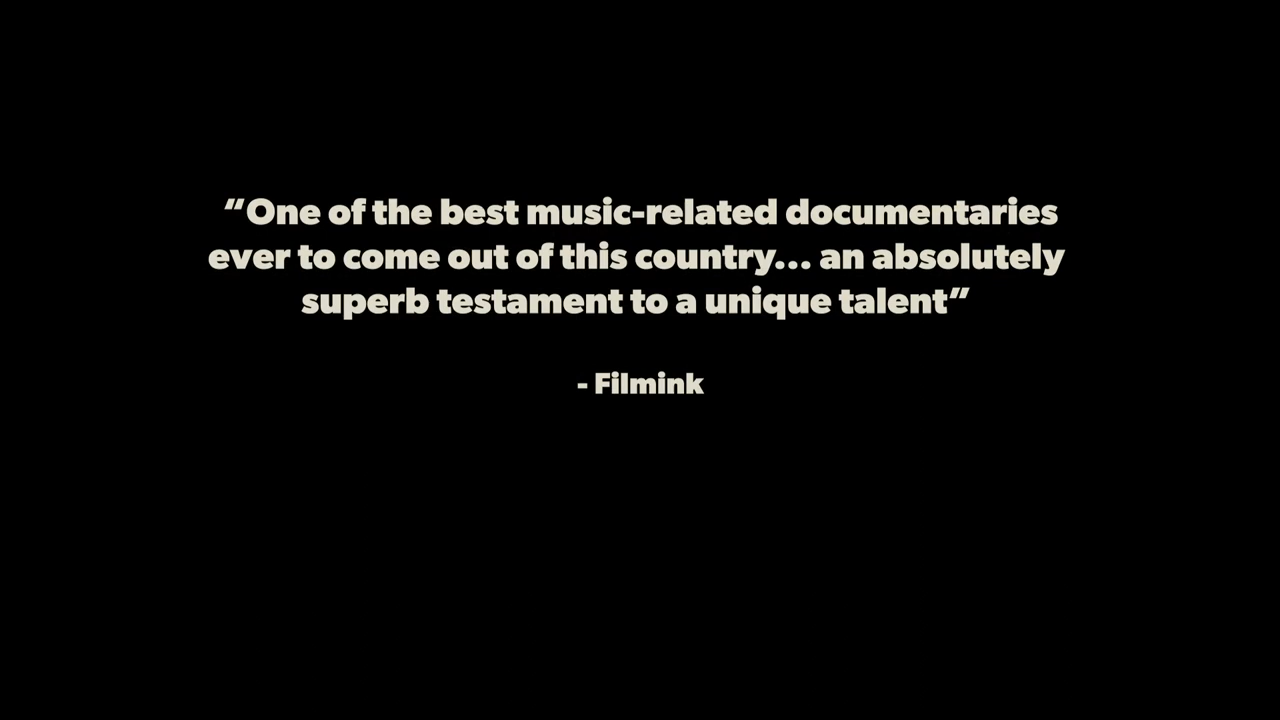 “One of the best music-related documentaries
ever to come out of this country... an absolutely
superb testament to a unique talent”
- Filmink